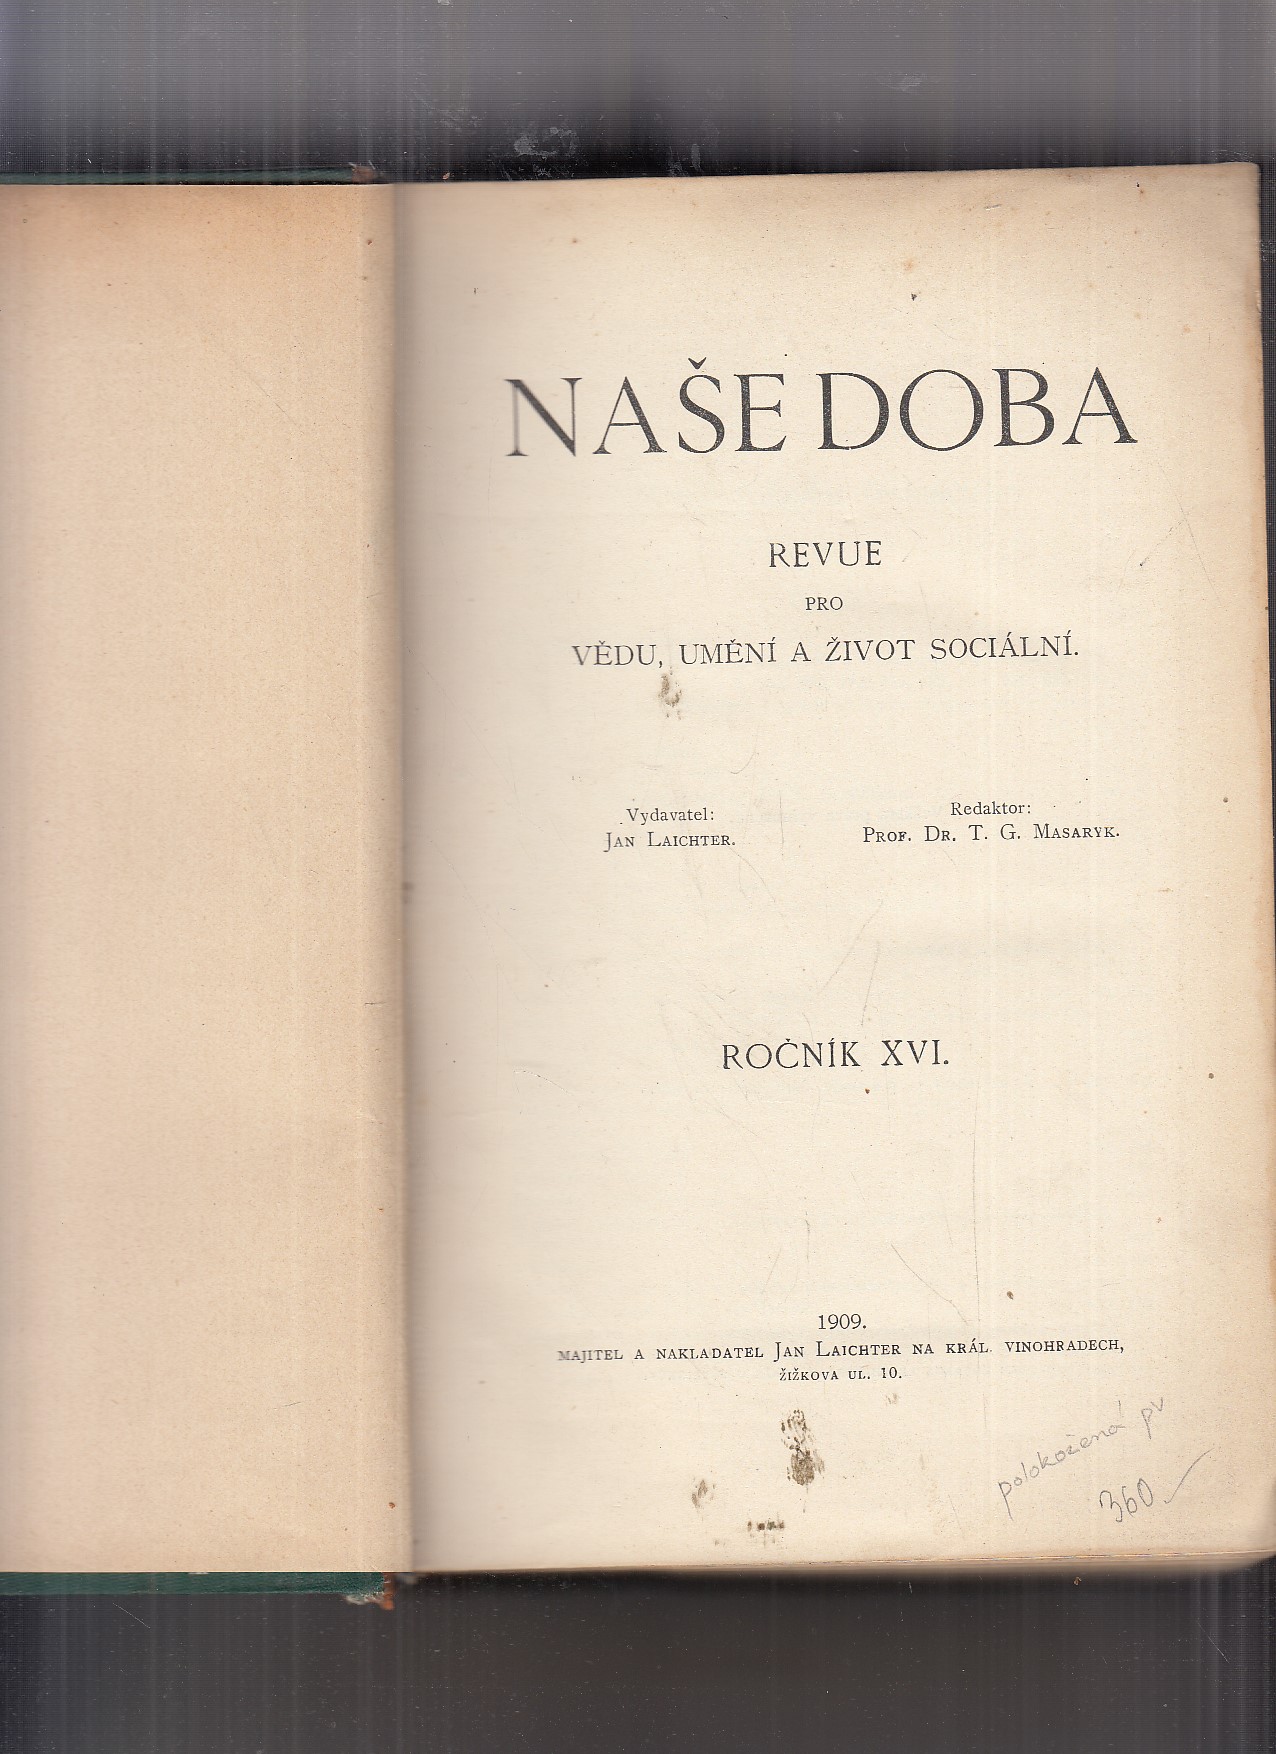 NAŠE DOBA
REVUE
PRO
VĚDU, UMĚNÍ A ŽIVOT SOCIÁLNÍ.
Vydavatel:
JAN LAICHTER.
Redaktor:
PROF. DR. T. G. MASARYK.
ROČNÍK XVI.
1909.
MAJITEL A NAKLADATEL JAN LAICHTER NA KRÁL. VINOHRADECH,
ŽIŽKOVA UL. 10.
polokožená pv
360